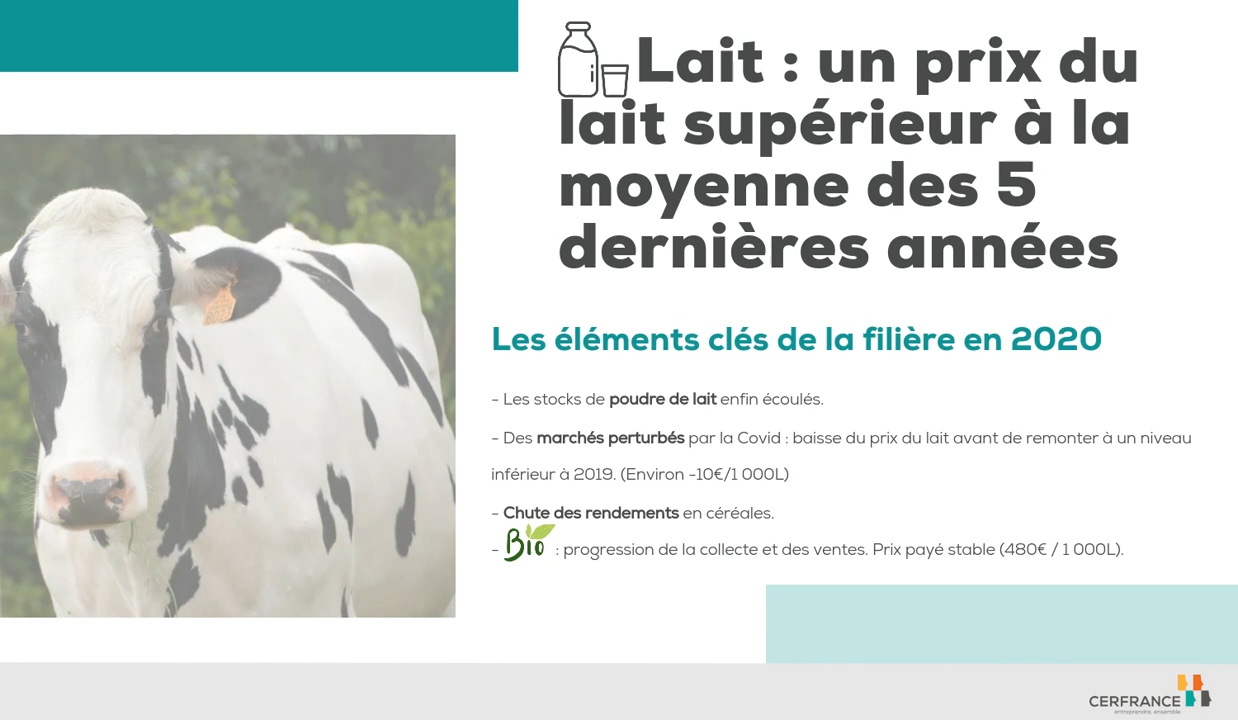 Lait : un prix du
lait supérieur à la
moyenne des 5
dernières années
Les éléments clés de la filière en 2020
- Les stocks de poudre de lait enfin écoulés.
- Des marchés perturbés par la Covid : baisse du prix du lait avant de remonter à un niveau
inférieur à 2019. (Environ -10€/1 000L)
- Chute des rendements en céréales.
- Bio : progression de la collecte et des ventes. Prix payé stable (480€ / 1 000L).
CERFRANCE
entreprendre, ensemble